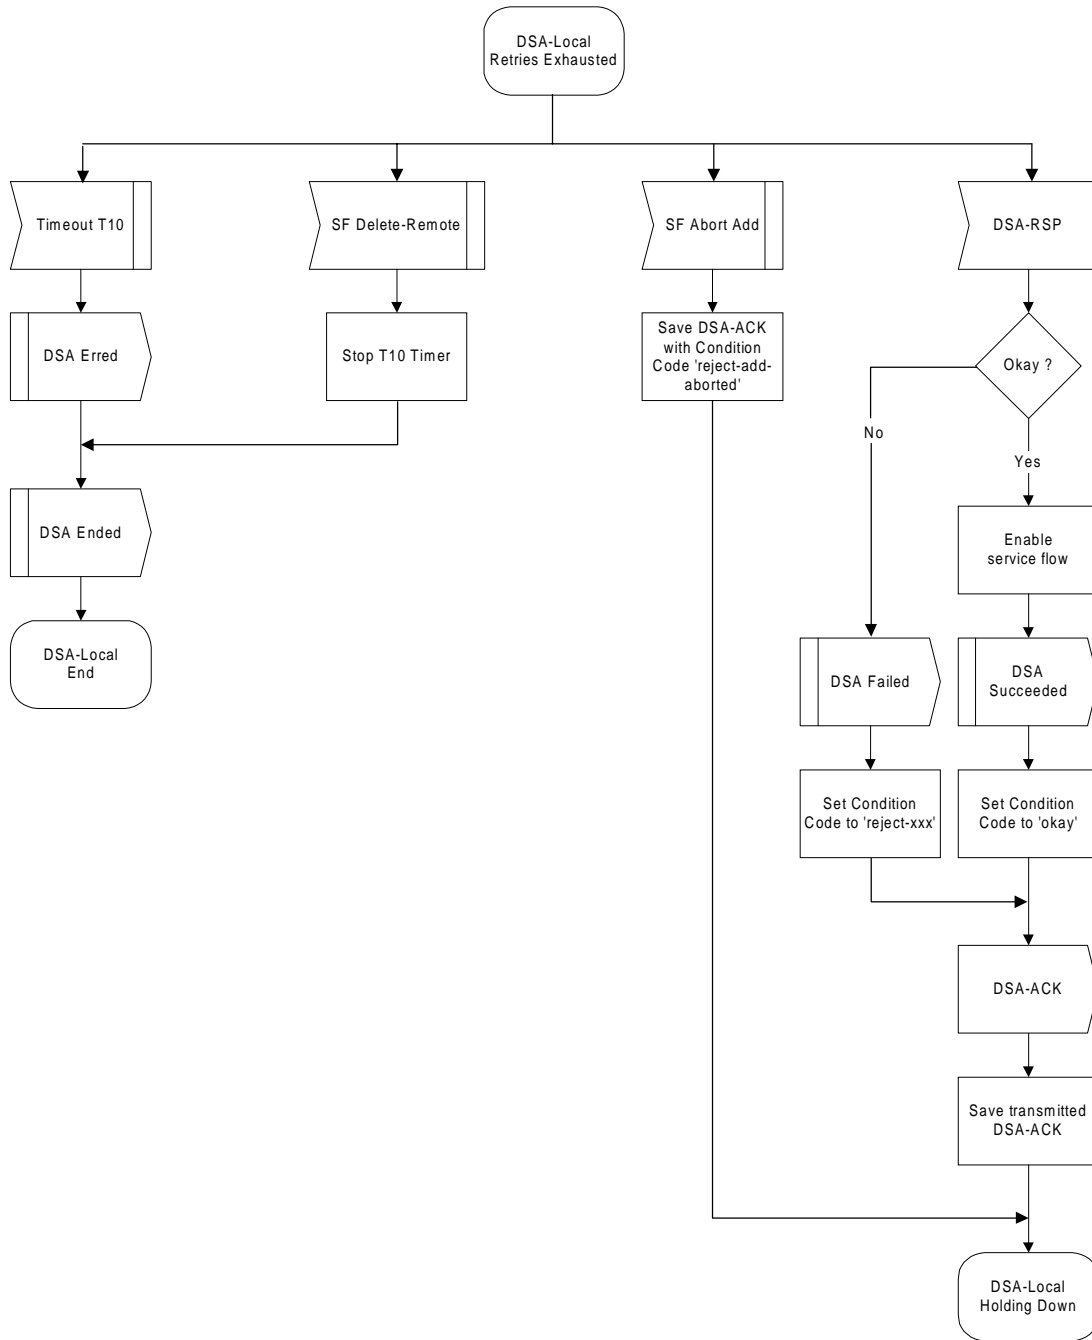 DSA-Local
Retries Exhausted
Timeout T10
SF Delete-Remote
SF Abort Add
DSA-RSP
DSA Erred
Stop T10 Timer
Save DSA-ACK
with Condition
Code 'reject-add-
aborted'
Okay ?
No
Yes
DSA Ended
Enable
service flow
DSA-Local
End
DSA Failed
DSA
Succeeded
Set Condition
Code to 'reject-xxx'
Set Condition
Code to 'okay'
DSA-ACK
Save transmitted
DSA-ACK
DSA-Local
Holding Down